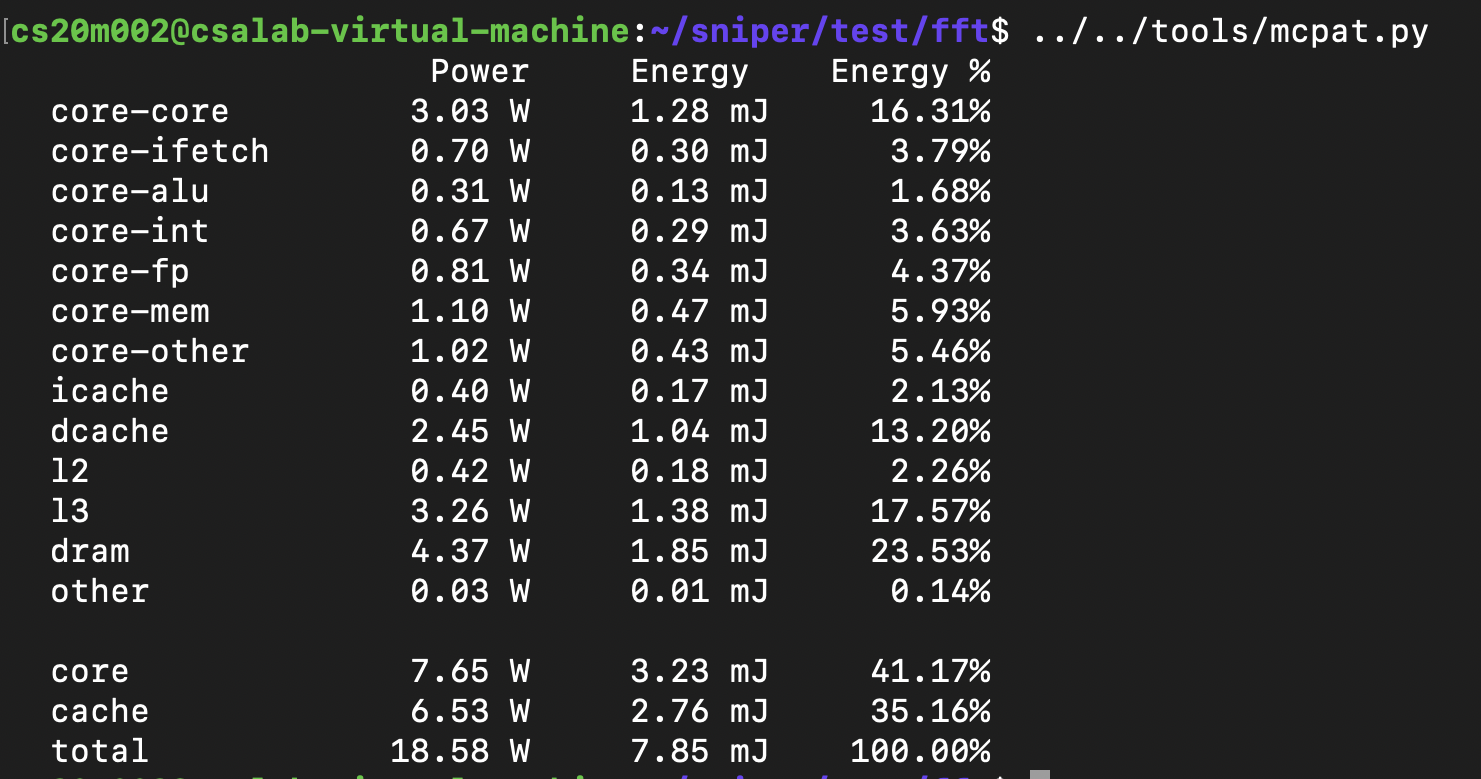 [cs20m002@csalab-virtual-machine:~/sniper/test/fft$ ../../tools/mcpat.py
Power Energy Energy %
core-core 3.03 W 1.28 mJ 16.31%
core-ifetch 0.70 W 0.30 mJ 3.79%
core-alu 0.31 W 0.13 mJ 1.68%
core-int 0.67 W 0.29 mJ 3.63%
core-fp 0.81 W 0.34 mJ 4.37%
core-mem 1.10 W 0.47 mJ 5.93%
core-other 1.02 W 0.43 mJ 5.46%
icache 0.40 W 0.17 mJ 2.13%
dcache 2.45 W 1.04 mJ 13.20%
l2 0.42 W 0.18 mJ 2.26%
l3 3.26 W 1.38 mJ 17.57%
dram 4.37 W 1.85 mJ 23.53%
other 0.03 W 0.01 mJ 0.14%
core 7.65 W 3.23 mJ 41.17%
cache 6.53 W 2.76 mJ 35.16%
total 18.58 W 7.85 mJ 100.00%